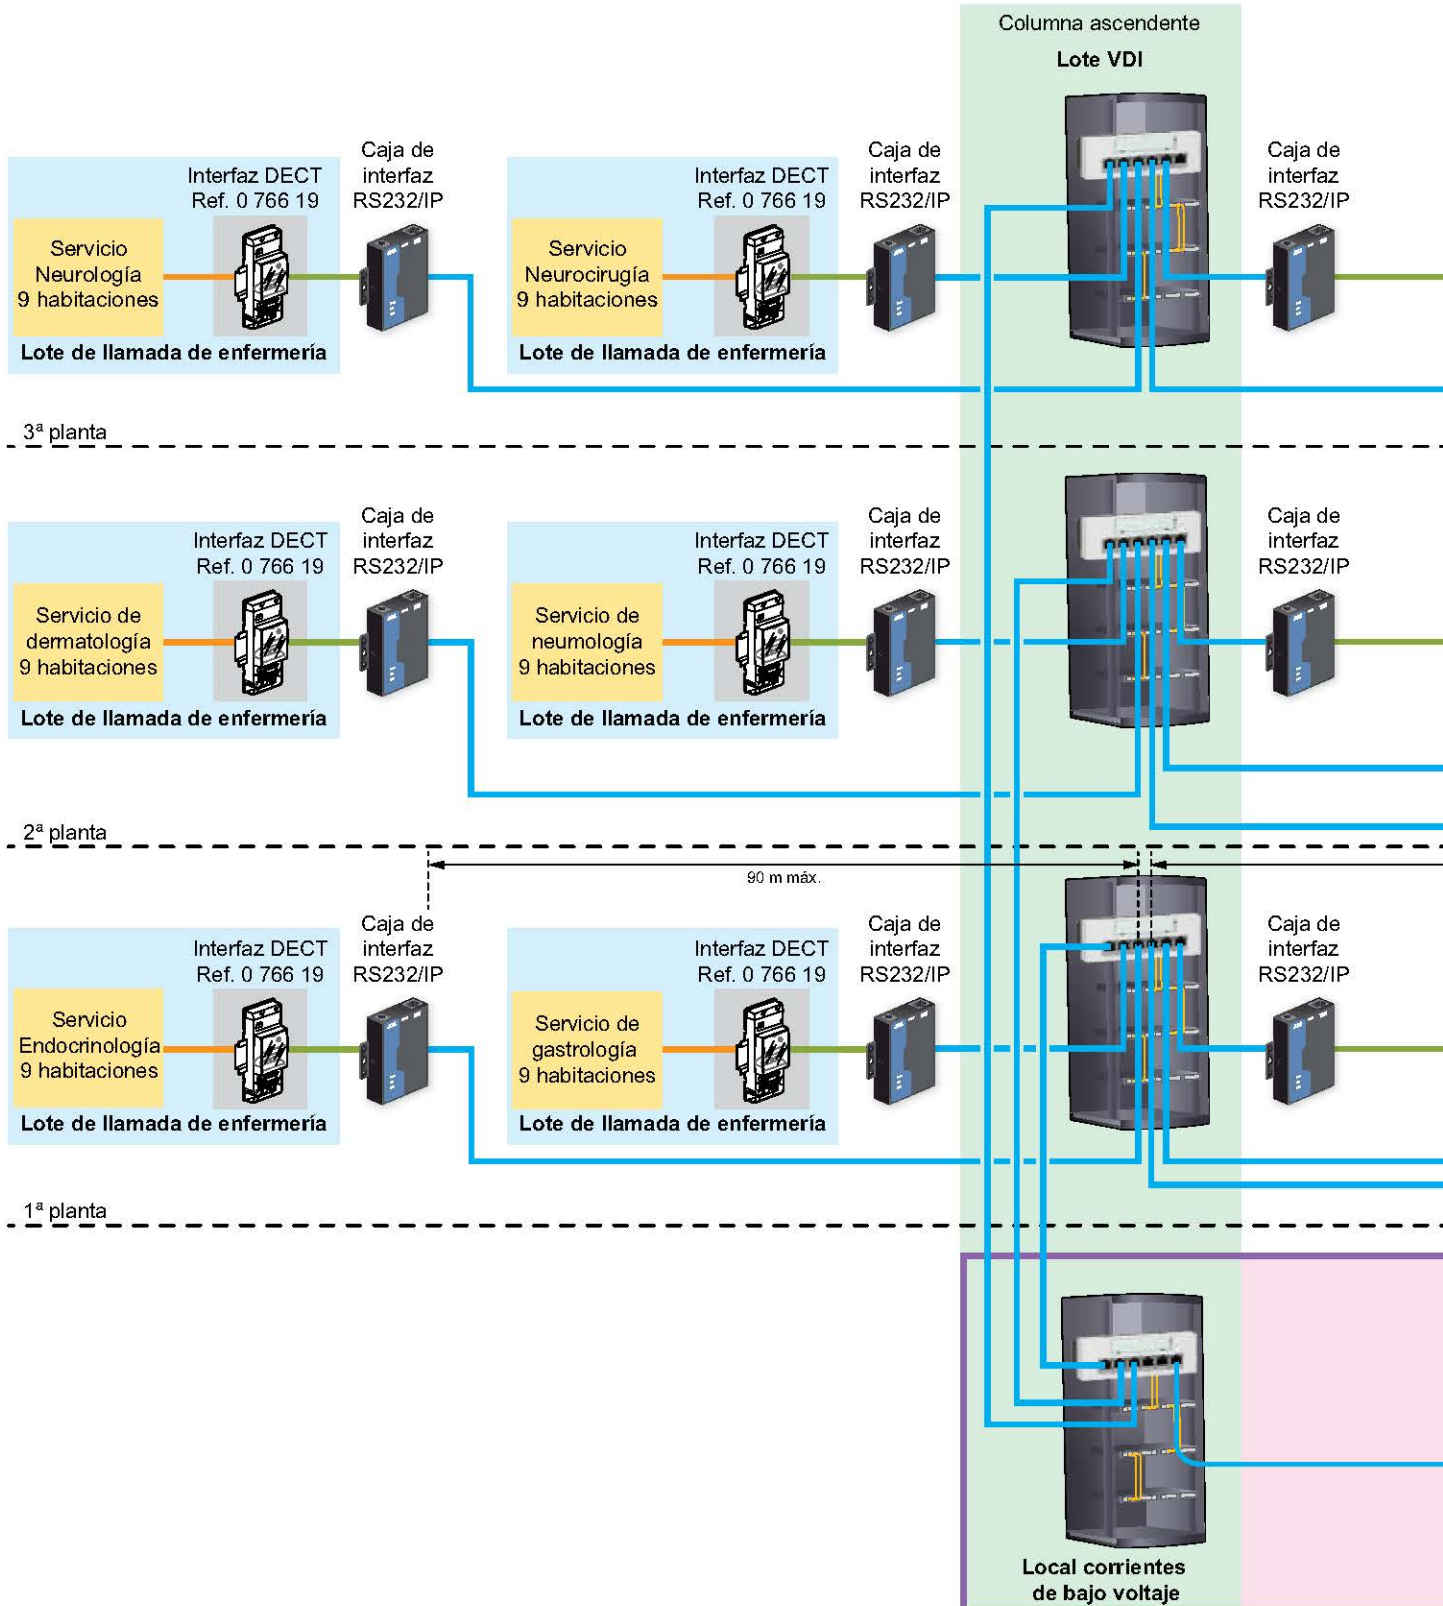 Columna ascendente
Lote VDI
Caja de
interfaz
RS232/IP
Interfaz DECT
Ref. 0 766 19
Servicio
Neurología
9 habitaciones
Lote de llamada de enfermería
Caja de
interfaz
RS232/IP
Interfaz DECT
Ref. 0 766 19
Servicio
Neurocirugía
9 habitaciones
Lote de llamada de enfermería
Caja de
interfaz
RS232/IP
3ª planta
Caja de
interfaz
RS232/IP
Interfaz DECT
Ref. 0 766 19
Servicio de
dermatología
9 habitaciones
Lote de llamada de enfermería
Caja de
interfaz
RS232/IP
Interfaz DECT
Ref. 0 766 19
Servicio de
neumología
9 habitaciones
Lote de llamada de enfermería
Caja de
interfaz
RS232/IP
2ª planta
90 m máx.
Caja de
interfaz
RS232/IP
Interfaz DECT
Ref. 0 766 19
Servicio
Endocrinología
9 habitaciones
Lote de llamada de enfermería
Caja de
interfaz
RS232/IP
Interfaz DECT
Ref. 0 766 19
Servicio de
gastrología
9 habitaciones
Lote de llamada de enfermería
Caja de
interfaz
RS232/IP
1ª planta
Local corrientes
de bajo voltaje